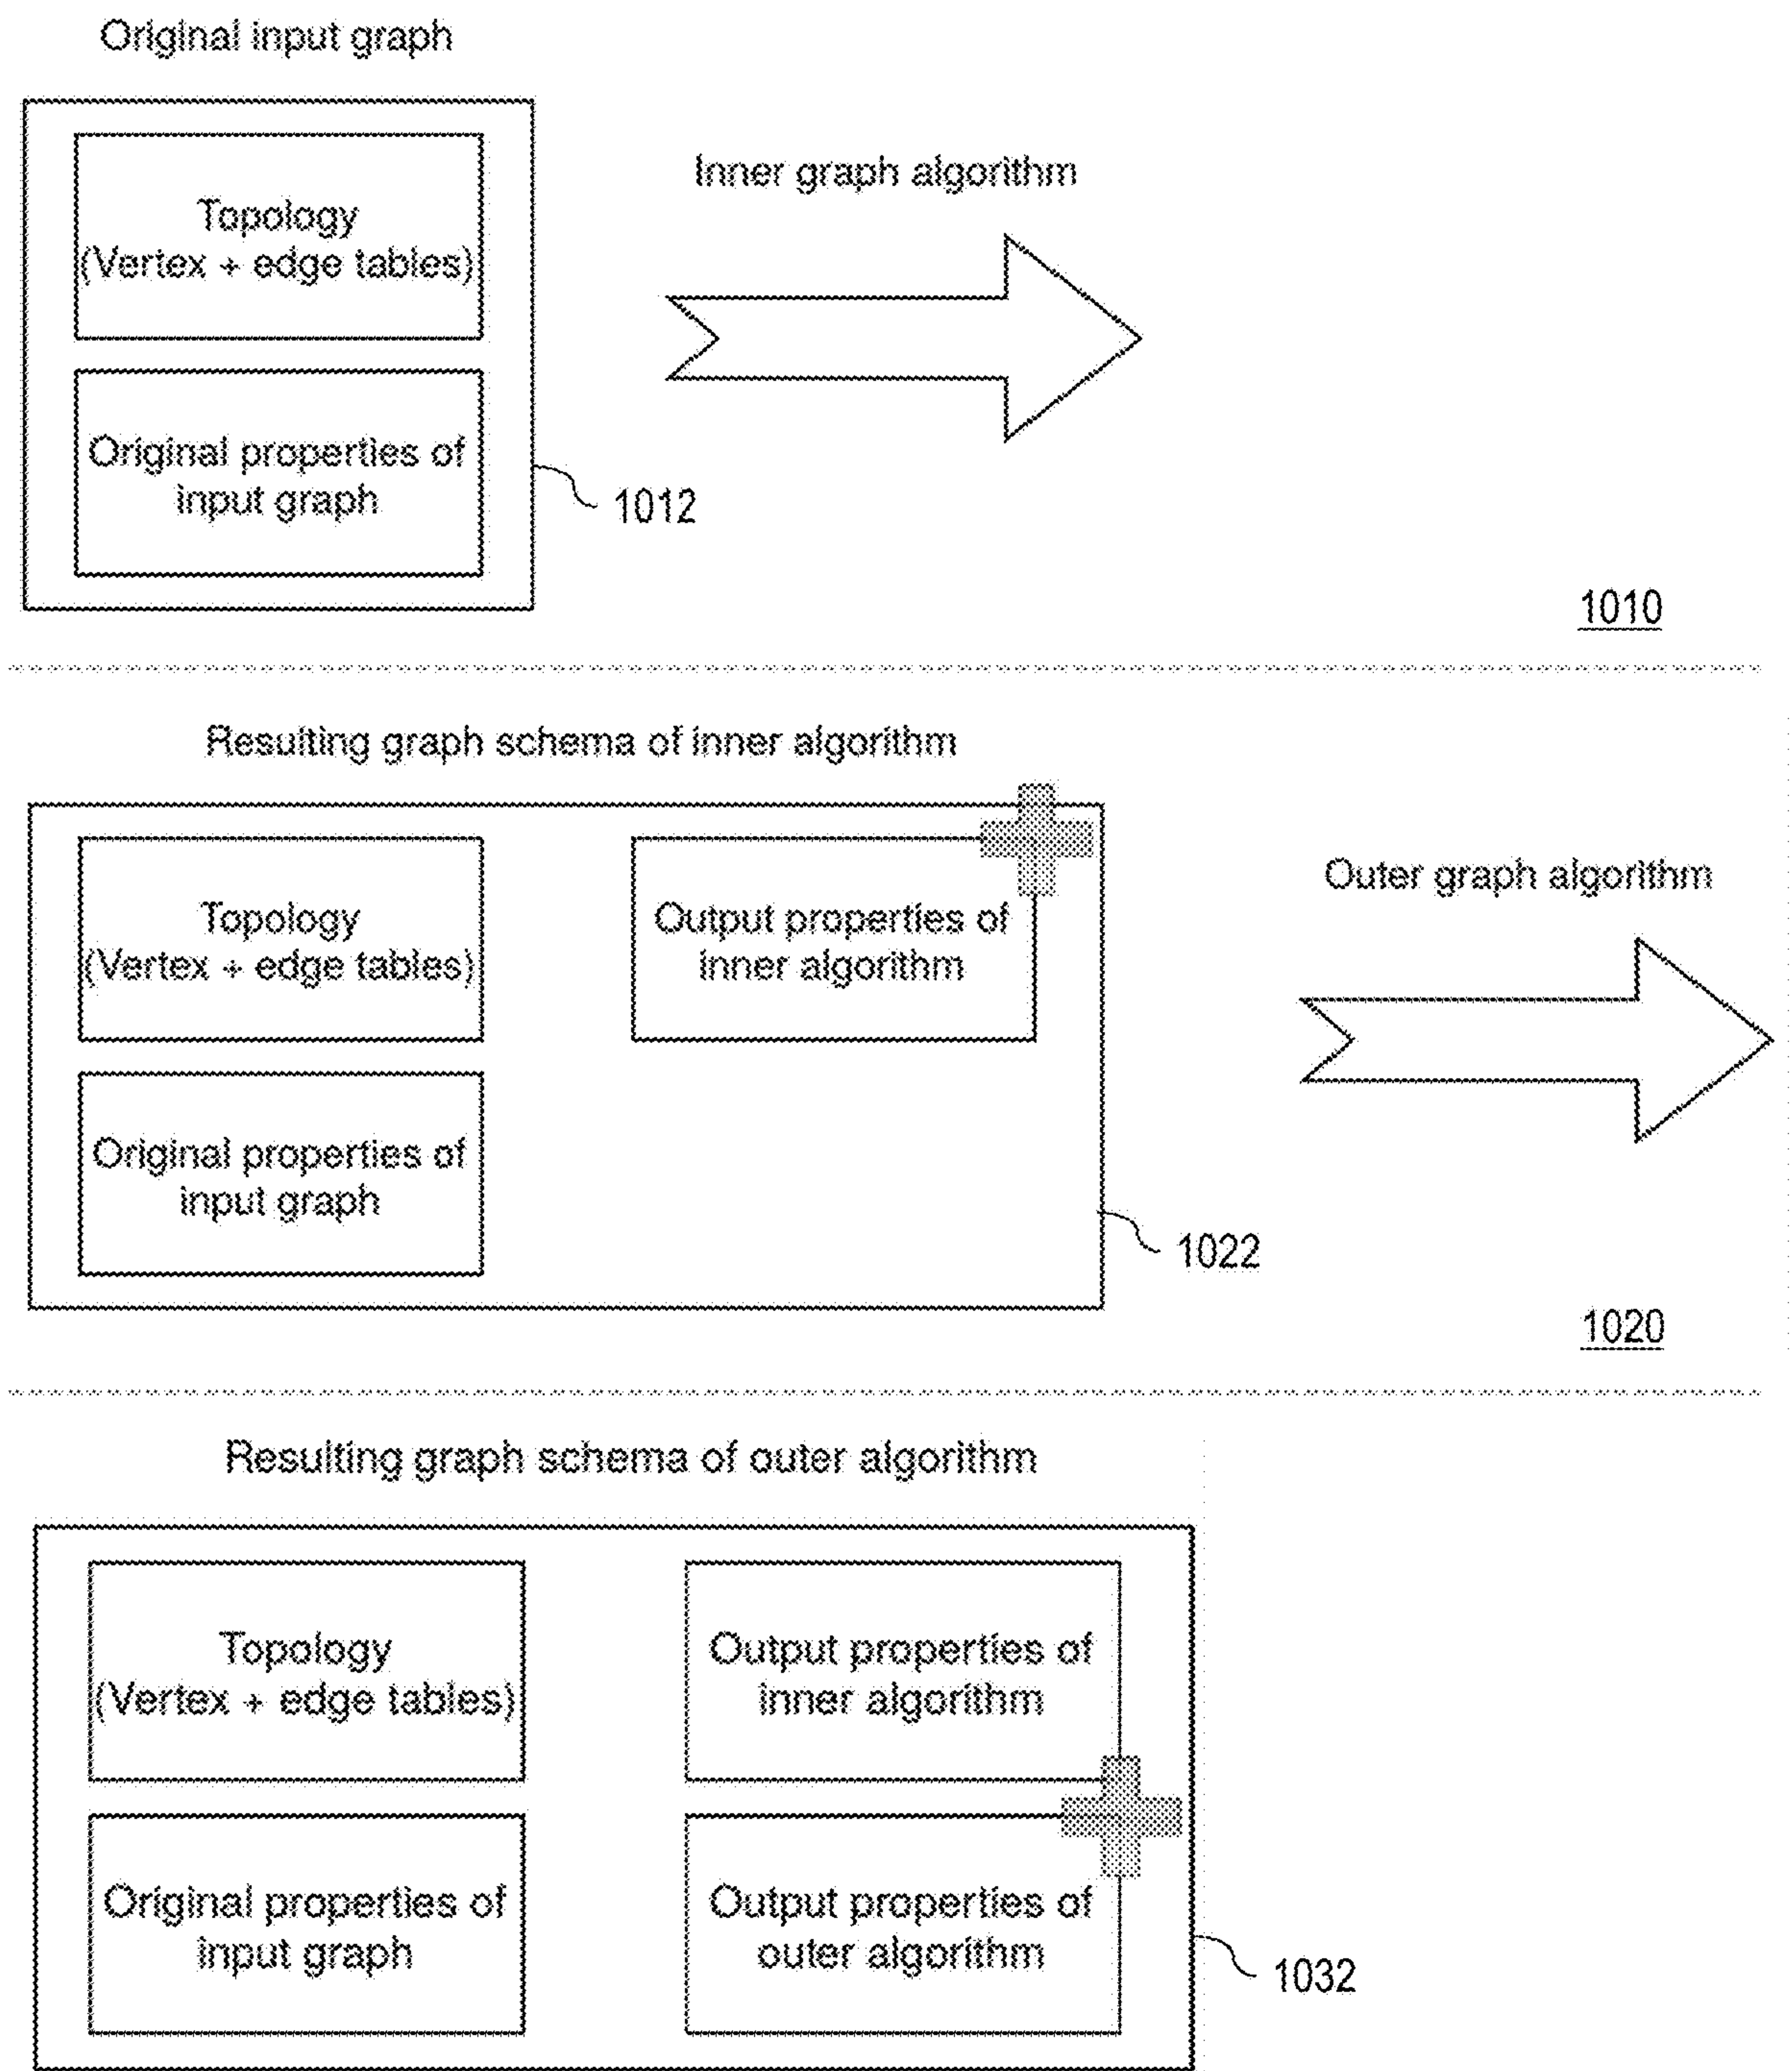 Original input graph
Topology
(Vertex + edge tables)
Original properties of
input graph
1012
Inner graph algorithm
1010
Resulting graph schema of inner algorithm
Topology
(Vertex + edge tables)
Output properties of
inner algorithm
Original properties of
input graph
1022
Outer graph algorithm
1020
Resulting graph schema of outer algorithm
Topology
(Vertex + edge tables)
Output properties of
inner algorithm
Original properties of
input graph
Output properties of
outer algorithm
1032